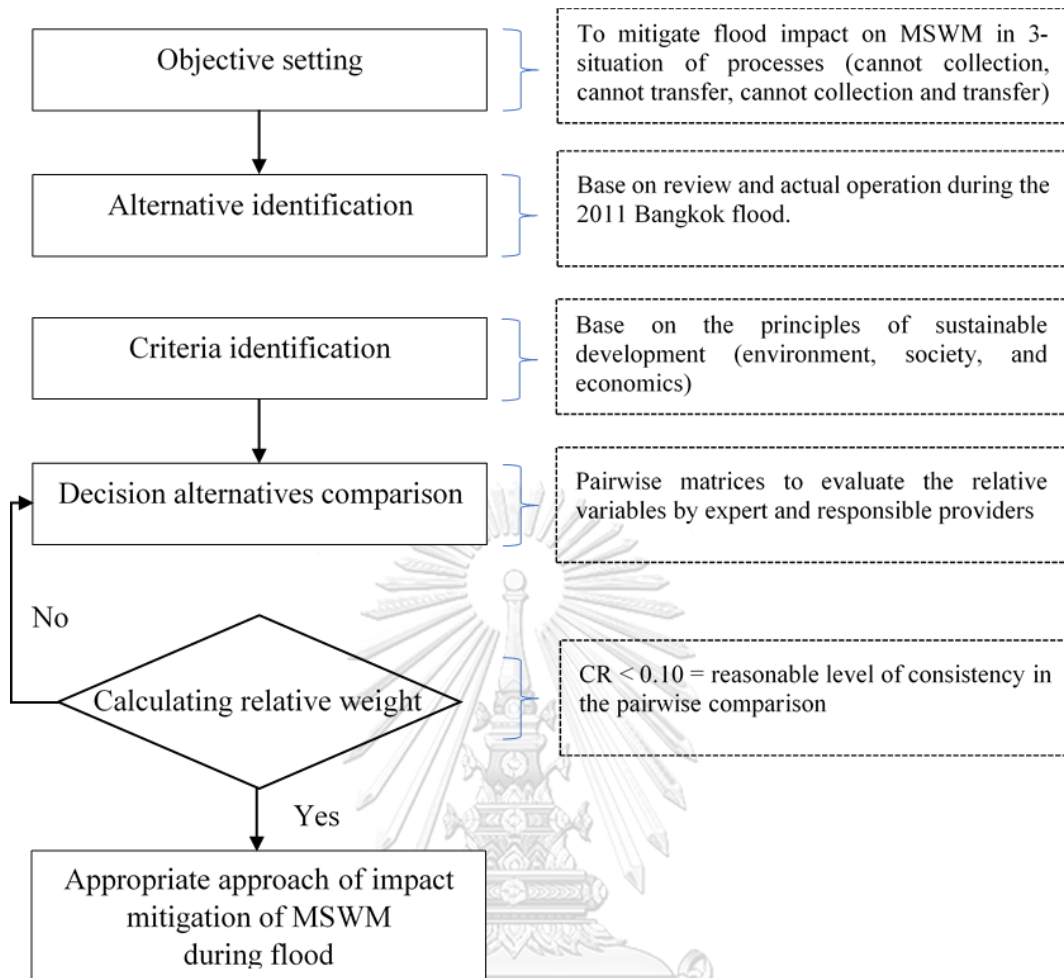 Objective setting
To mitigate flood impact on MSWM in 3-
situation of processes (cannot collection,
cannot transfer, cannot collection and transfer)
Alternative identification
Base on review and actual operation during the
2011 Bangkok flood.
Criteria identification
Base on the principles of sustainable
development (environment, society, and
economics)
Decision alternatives comparison
Pairwise matrices to evaluate the relative
variables by expert and responsible providers
No
Calculating relative weight
CR < 0.10 = reasonable level of consistency in
the pairwise comparison
Yes
Appropriate approach of impact
mitigation of MSWM
during flood